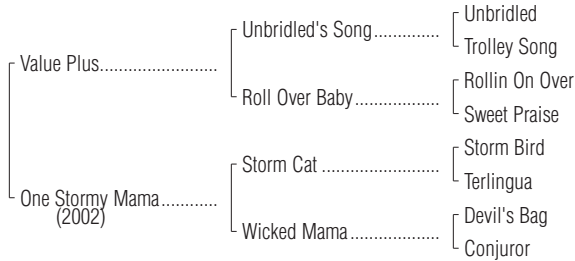 Unbridled
Unbridled's Song..................
Trolley Song
Value Plus................................
Rollin On Over
Roll Over Baby.......................
Sweet Praise
Storm Bird
Storm Cat ................................
Terlingua
One Stormy Mama...............
(2002)
Devil's Bag
Wicked Mama........................
Conjuror